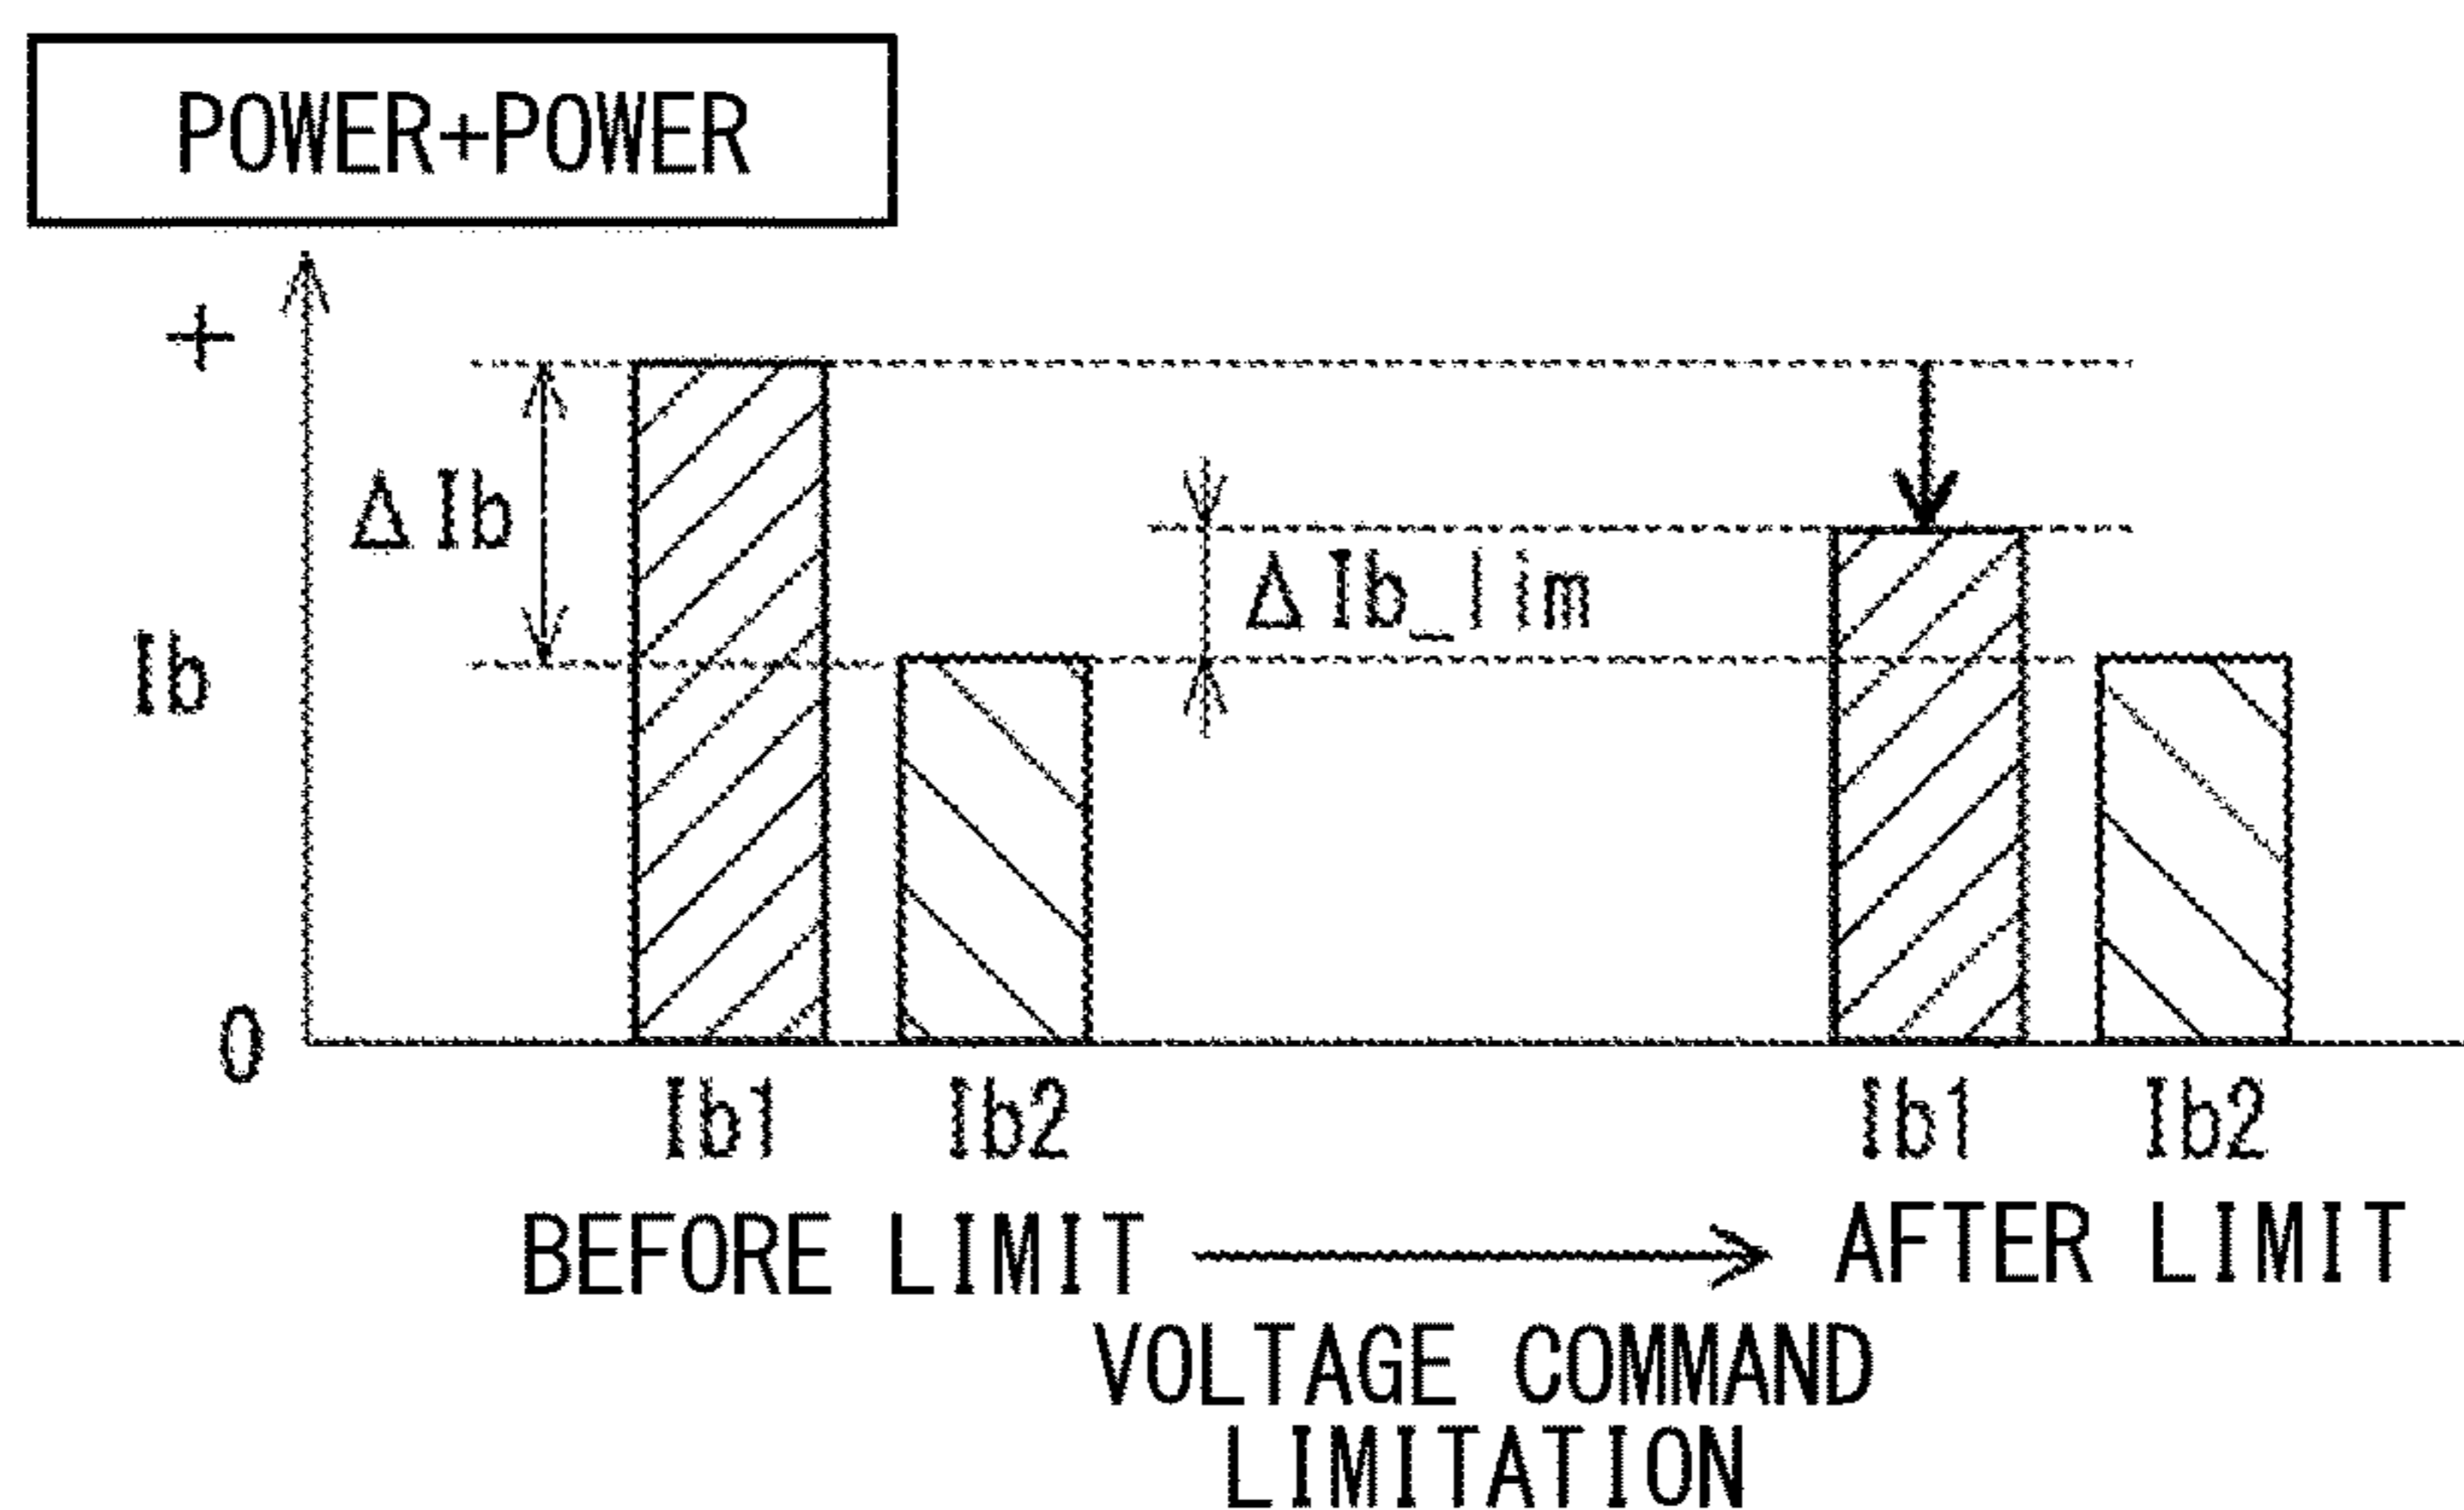 POWER+POWER
+
ΔIb
ΔIb_lim
Ib
0
Ib1 Ib2 Ib1 Ib2
BEFORE LIMIT AFTER LIMIT
VOLTAGE COMMAND
LIMITATION